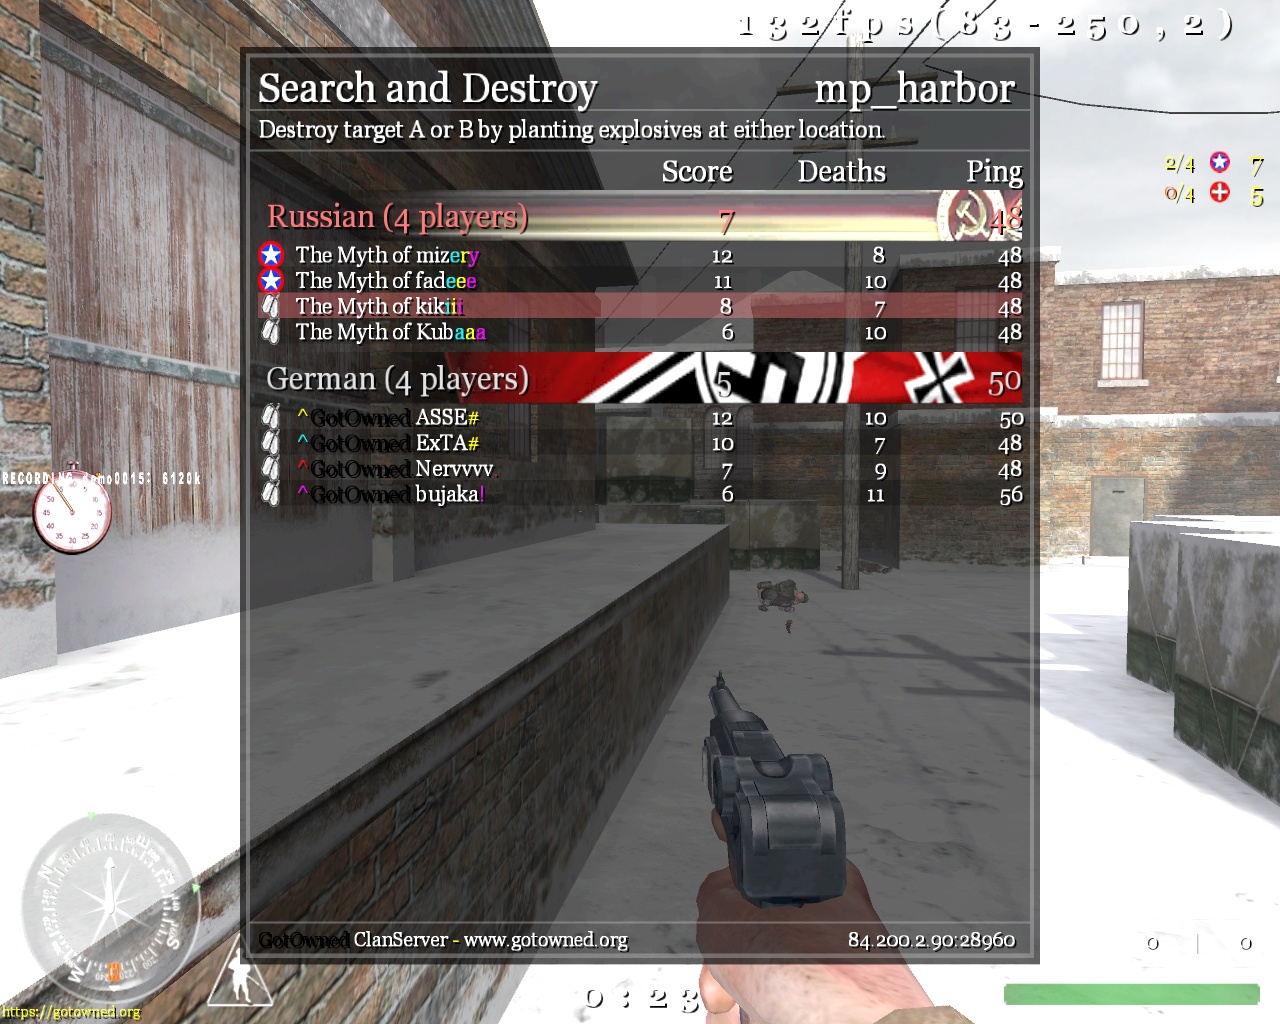 132fps(83-250,2)
Search and Destroy mp_harbor
Destroy target A or B by planting explosives at either location.
Score Deaths Ping
2/4 7
Russian (4 players) 7 48
0/4 5
The Myth of mizery 12 8 48
The Myth of fadeee 11 10 48
The Myth of kikiii 8 7 48
The Myth of Kubaaa 6 10 48
German (4 players) 5 50
^GotOwned ASSE# 12 10 50
^GotOwned ExTA# 10 7 48
^GotOwned Nervvvv. 7 9 48
RECORDING demo0015: 6120k
^GotOwned bujaka! 6 11 56
GotOwned ClanServer - www.gotowned.org 84.200.2.90:28960
0 | 0
0:23
https://gotowned.org